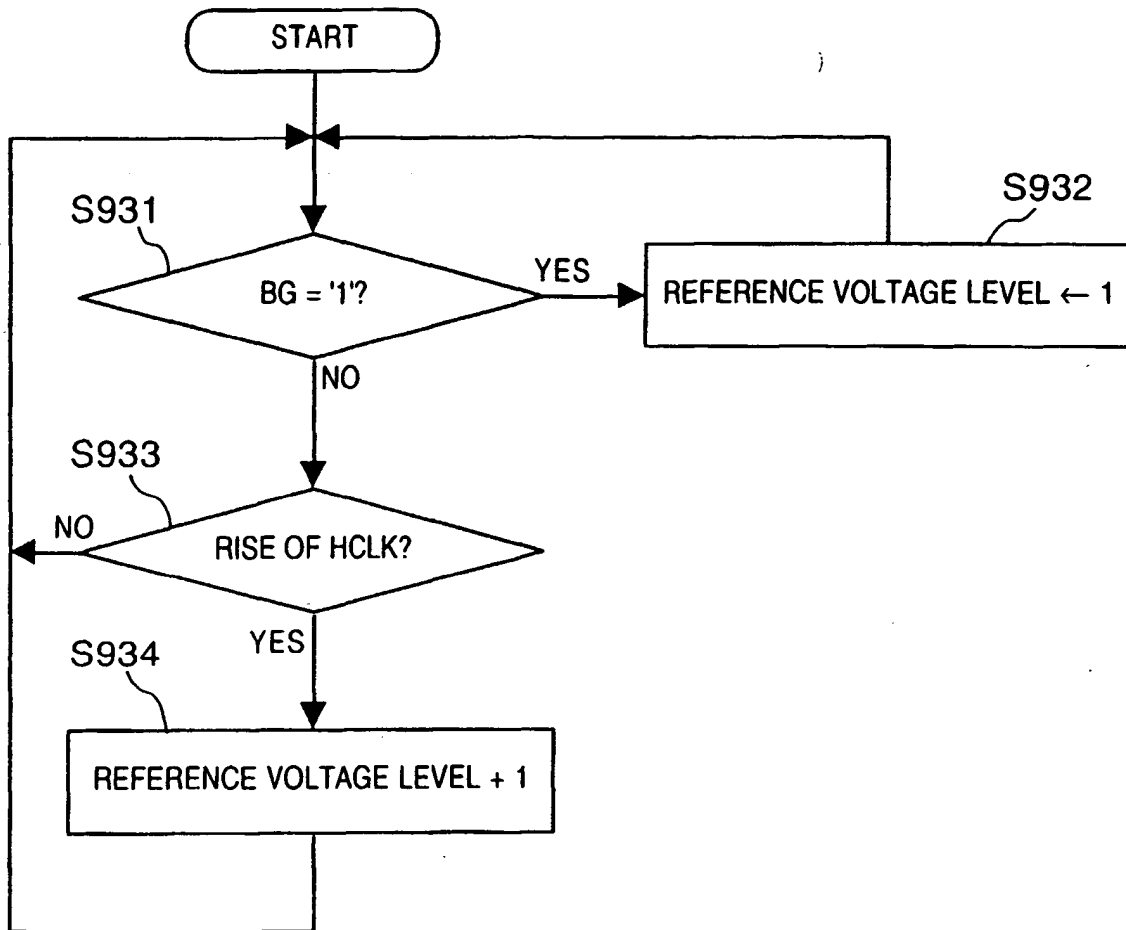 START
S931
S932
BG = '1'?
YES
REFERENCE VOLTAGE LEVEL ← 1
NO
S933
NO
RISE OF HCLK?
YES
S934
REFERENCE VOLTAGE LEVEL + 1